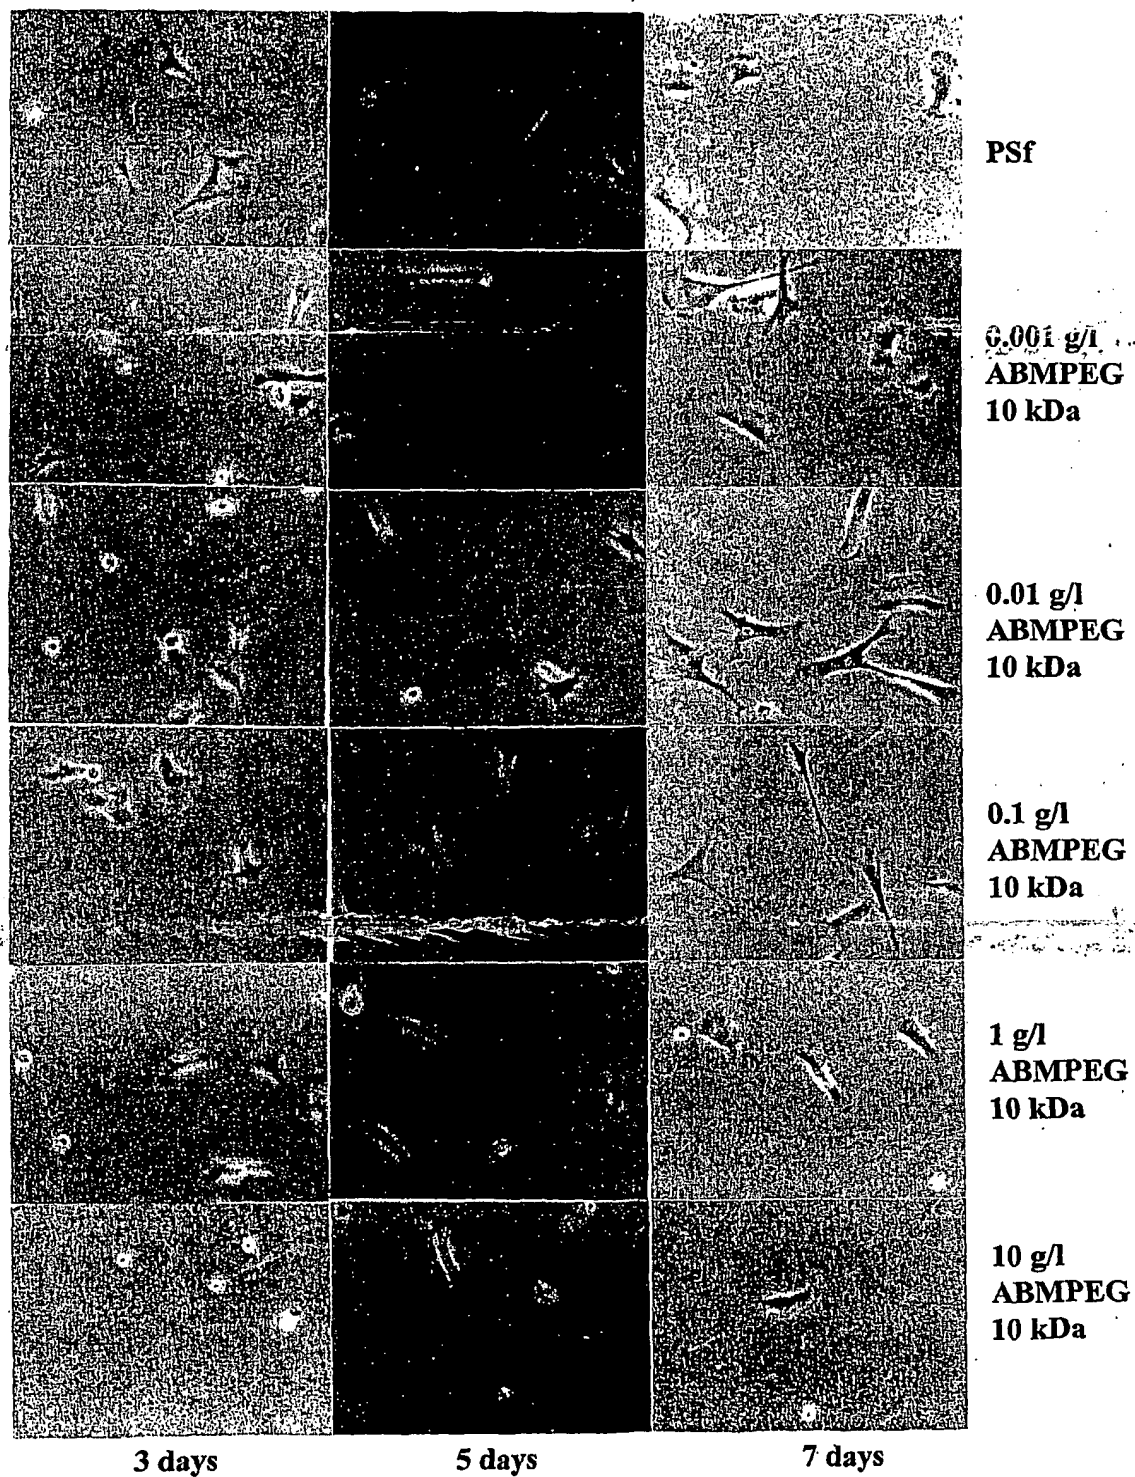 PSf
0.001 g/l
ABMPEG
10 kDa
0.01 g/l
ABMPEG
10 kDa
0.1 g/l
ABMPEG
10 kDa
1 g/l
ABMPEG
10 kDa
10 g/l
ABMPEG
10 kDa
3 days 5 days 7 days